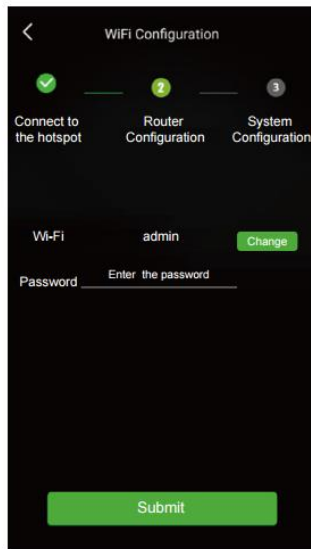 WiFi Configuration
2
3
Connect to
the hotspot
Router
Configuration
System
Configuration
Wi-Fi
admin
Change
Password
Enter the password
Submit